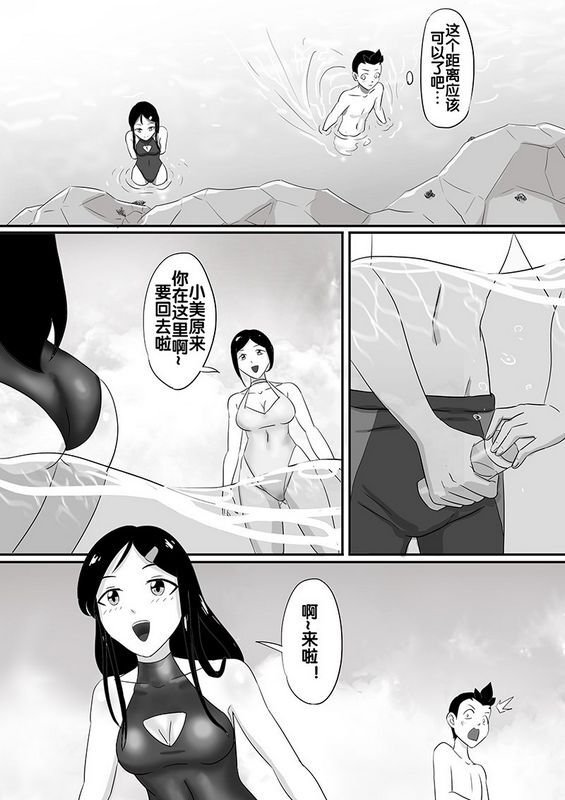 这个距离应该
可以了吧…
小美原来
你在这里啊~
要回去啦
啊~来啦！